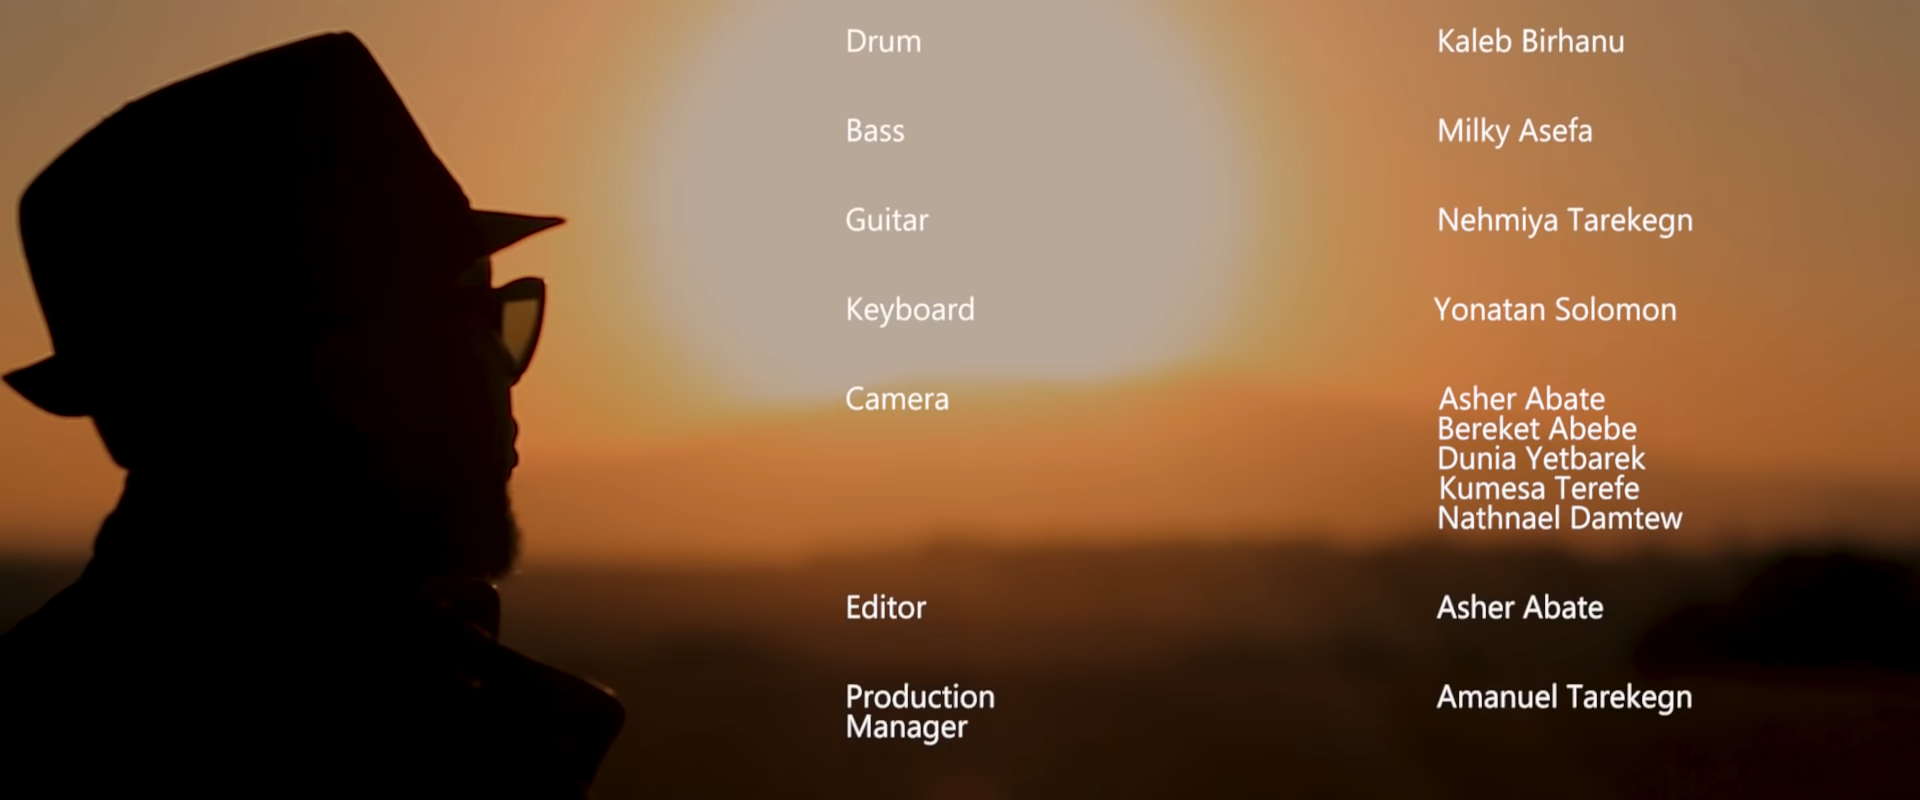 Drum Kaleb Birhanu
Bass Milky Asefa
Guitar Nehmiya Tarekegn
Keyboard Yonatan Solomon
Camera Asher Abate
Bereket Abebe
Dunia Yetbarek
Kumesa Terefe
Nathnael Damtew
Editor Asher Abate
Production Amanuel Tarekegn
Manager